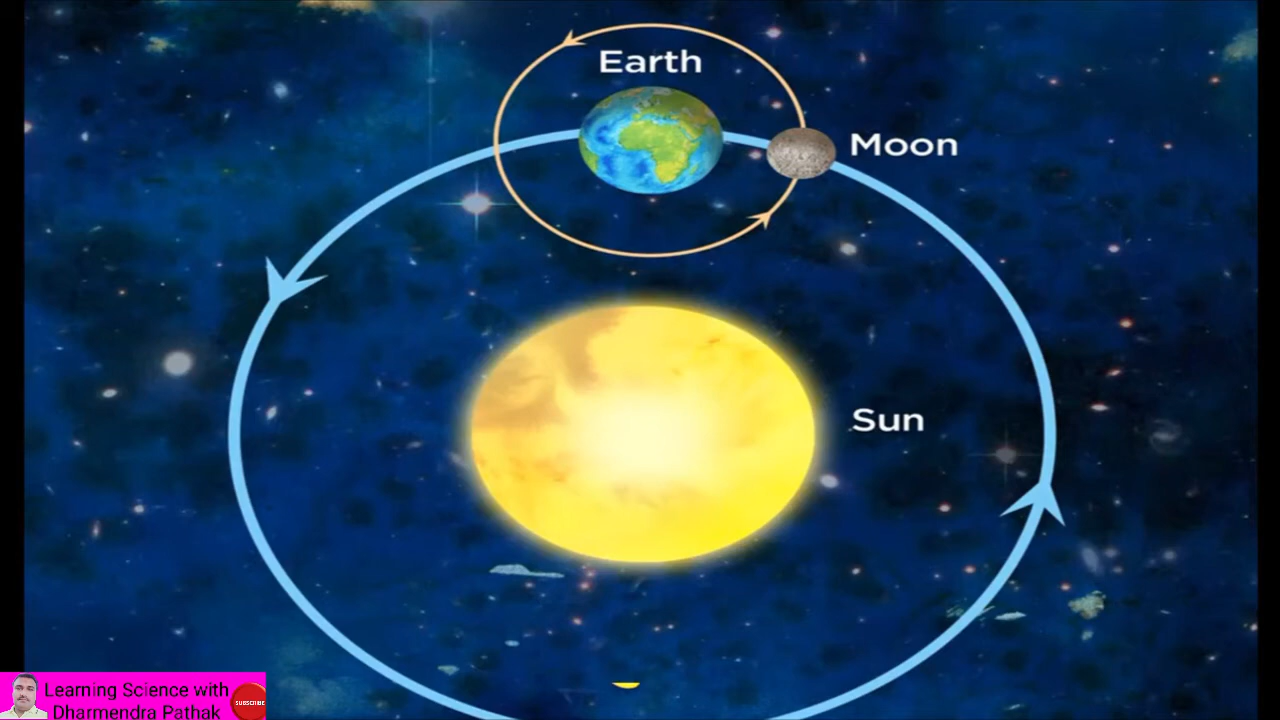 Earth
Moon
Sun
Learning Science with
Dharmendra Pathak
SUBSCRIBE